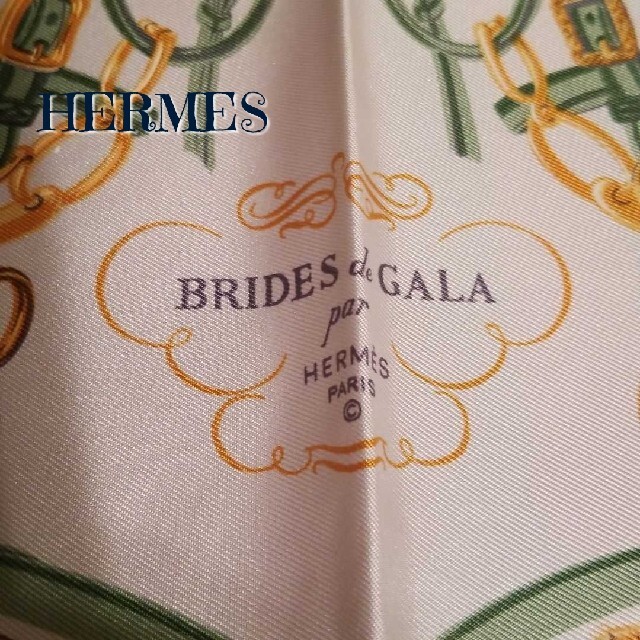 HERMES
BRIDES de GALA
par
HERMÈS
PARIS
©